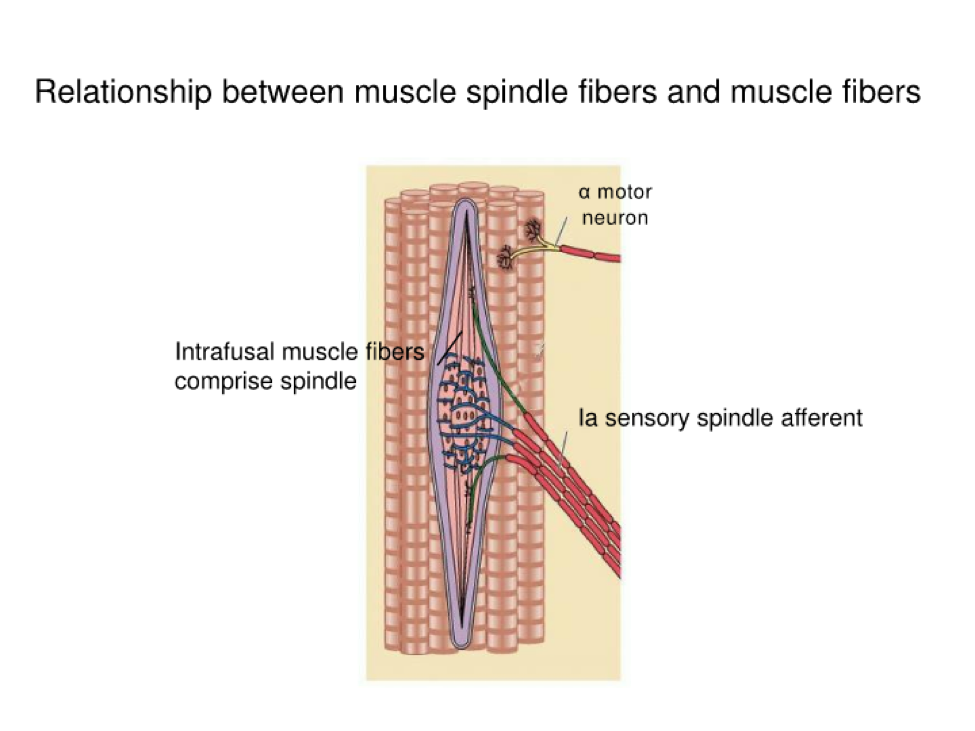 Relationship between muscle spindle fibers and muscle fibers
α motor
neuron
Intrafusal muscle fibers
comprise spindle
Ia sensory spindle afferent